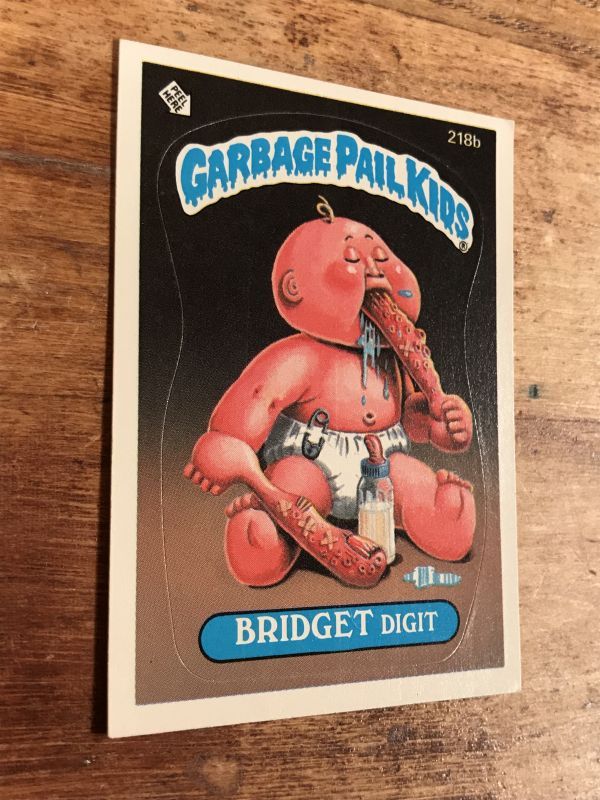 PEEL
HERE
218b
GARBAGE PAIL KIDS®
BRIDGET DIGIT